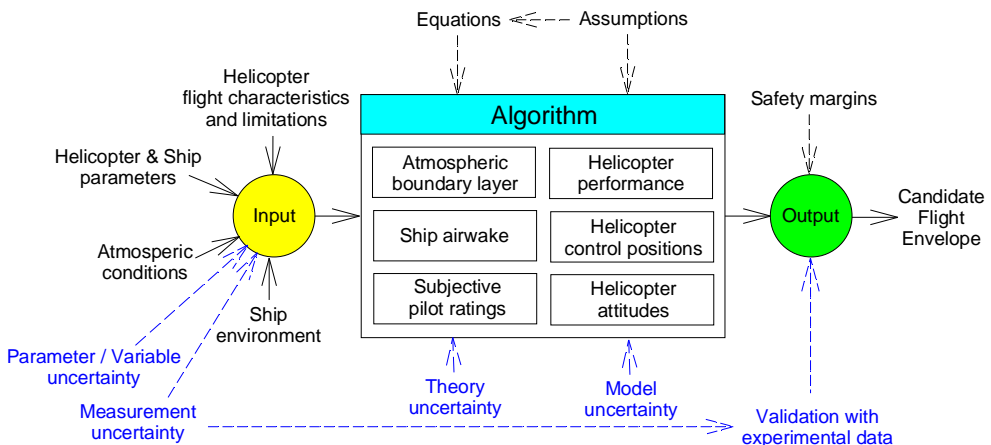 Equations
Assumptions
Helicopter
flight characteristics
and limitations
Algorithm
Safety margins
Helicopter & Ship
parameters
Atmospheric
boundary layer
Helicopter
performance
Input
Ship airwake
Helicopter
control positions
Output
Candidate
Flight
Envelope
Atmosperic
conditions
Subjective
pilot ratings
Helicopter
attitudes
Ship
environment
Parameter / Variable
uncertainty
Theory
uncertainty
Model
uncertainty
Measurement
uncertainty
Validation with
experimental data